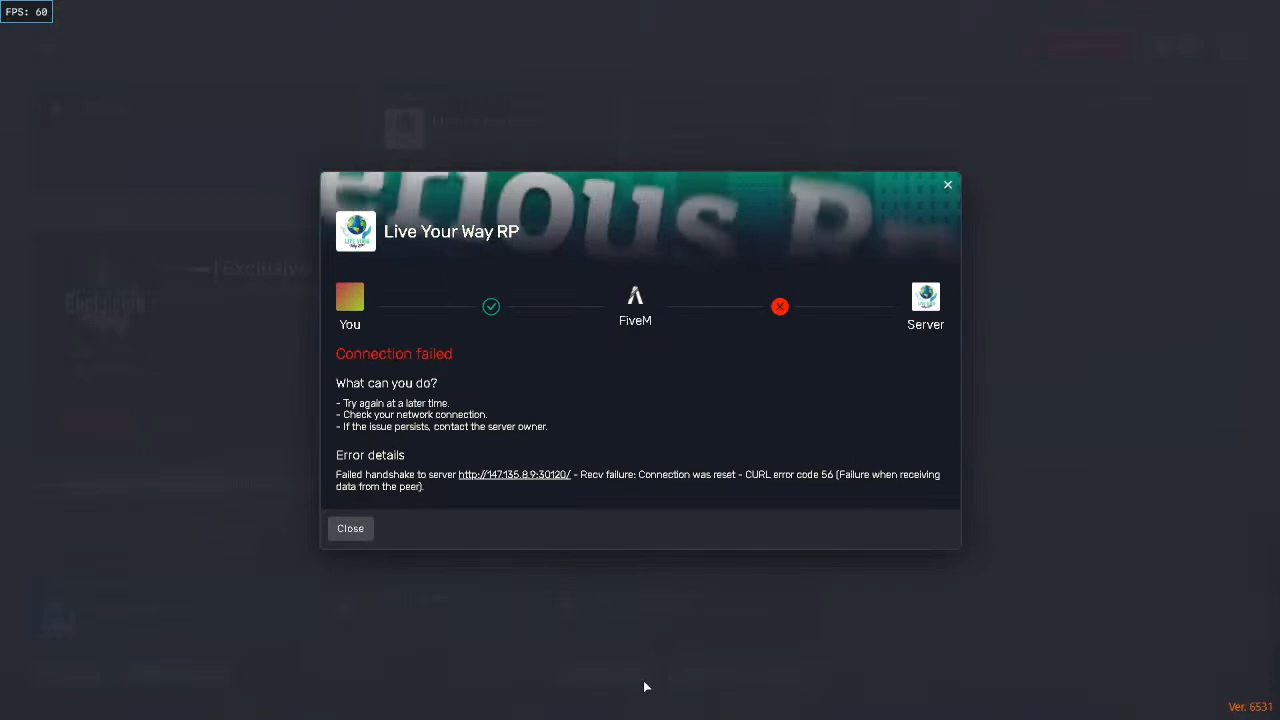 FPS: 60
erious R
Live Your Way RP
You
FiveM
Server
Connection failed
What can you do?
- Try again at a later time.
- Check your network connection.
- If the issue persists, contact the server owner.
Error details
Failed handshake to server http://147.135.8.9:30120/ - Recv failure: Connection was reset - CURL error code 56 (Failure when receiving
data from the peer).
Close
| Exclusive
Ver. 6531